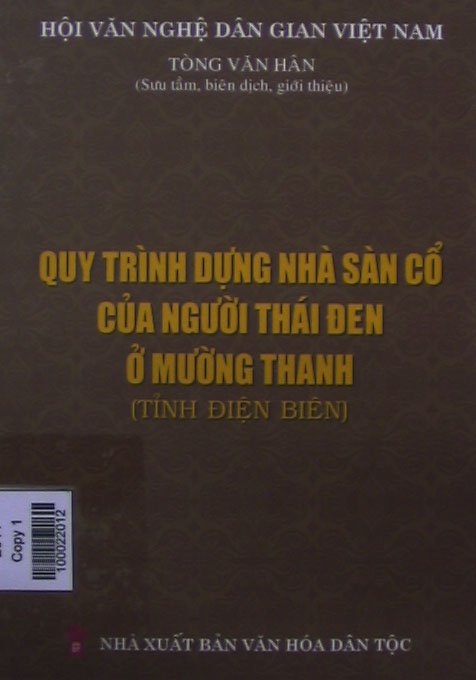 HỘI VĂN NGHỆ DÂN GIAN VIỆT NAM
TÒNG VĂN HÂN
(Sưu tầm, biên dịch, giới thiệu)
QUY TRÌNH DỰNG NHÀ SÀN CỔ
CỦA NGƯỜI THÁI ĐEN
Ở MƯỜNG THANH
(TỈNH ĐIỆN BIÊN)
Copy 1
100022012
NHÀ XUẤT BẢN VĂN HÓA DÂN TỘC